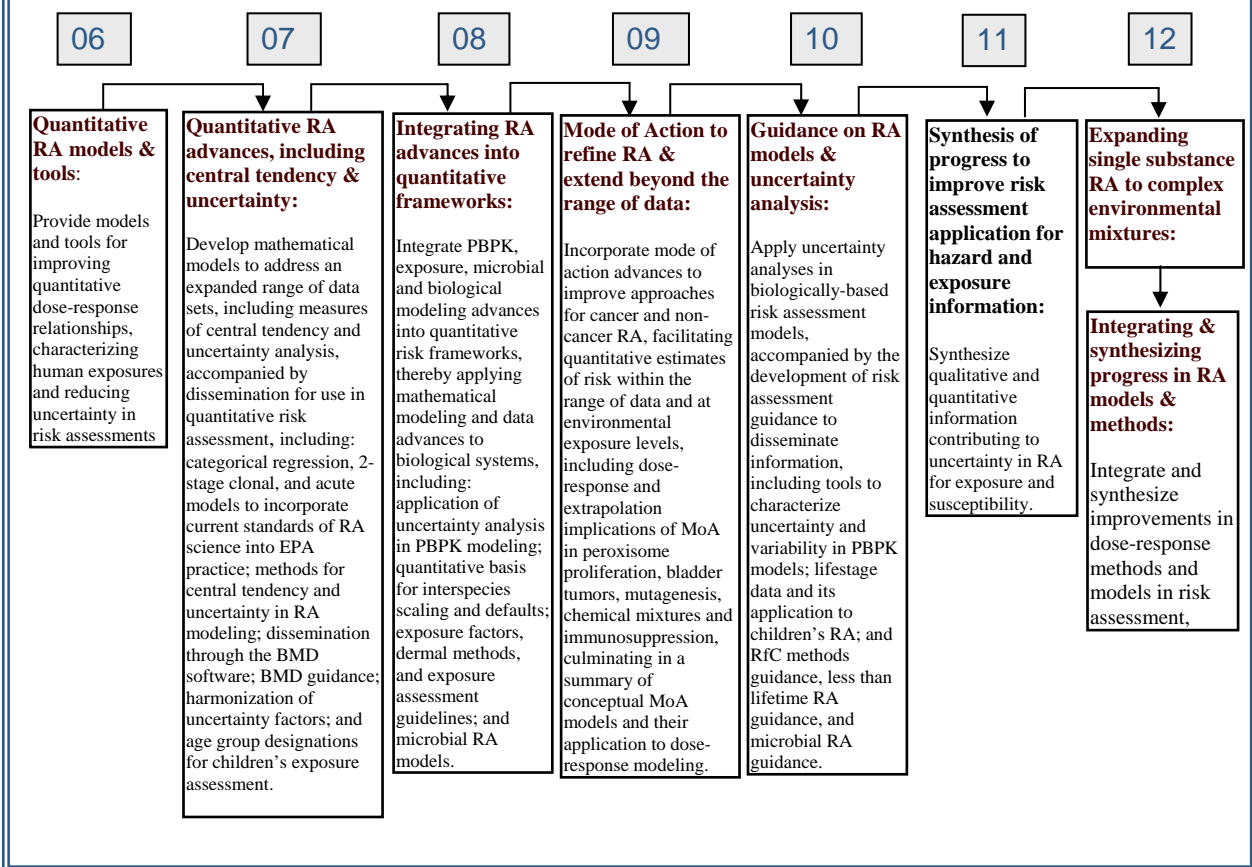 06
07
08
09
10
11
12
Quantitative
RA models &
tools:
Provide models
and tools for
improving
quantitative
dose-response
relationships,
characterizing
human exposures
and reducing
uncertainty in
risk assessments
Quantitative RA
advances, including
central tendency &
uncertainty:
Develop mathematical
models to address an
expanded range of data
sets, including measures
of central tendency and
uncertainty analysis,
accompanied by
dissemination for use in
quantitative risk
assessment, including:
categorical regression, 2-
stage clonal, and acute
models to incorporate
current standards of RA
science into EPA
practice; methods for
central tendency and
uncertainty in RA
modeling; dissemination
through the BMD
software; BMD guidance;
harmonization of
uncertainty factors; and
age group designations
for children’s exposure
assessment.
Integrating RA
advances into
quantitative
frameworks:
Integrate PBPK,
exposure, microbial
and biological
modeling advances
into quantitative
risk frameworks,
thereby applying
mathematical
modeling and data
advances to
biological systems,
including:
application of
uncertainty analysis
in PBPK modeling;
quantitative basis
for interspecies
scaling and defaults;
exposure factors,
dermal methods,
and exposure
assessment
guidelines; and
microbial RA
models.
Mode of Action to
refine RA &
extend beyond the
range of data:
Incorporate mode of
action advances to
improve approaches
for cancer and non-
cancer RA, facilitating
quantitative estimates
of risk within the
range of data and at
environmental
exposure levels,
including dose-
response and
extrapolation
implications of MoA
in peroxisome
proliferation, bladder
tumors, mutagenesis,
chemical mixtures and
immunosuppression,
culminating in a
summary of
conceptual MoA
models and their
application to dose-
response modeling.
Guidance on RA
models &
uncertainty
analysis:
Apply uncertainty
analyses in
biologically-based
risk assessment
models,
accompanied by the
development of risk
assessment
guidance to
disseminate
information,
including tools to
characterize
uncertainty and
variability in PBPK
models; lifestage
data and its
application to
children’s RA; and
RfC methods
guidance, less than
lifetime RA
guidance, and
microbial RA
guidance.
Synthesis of
progress to
improve risk
assessment
application for
hazard and
exposure
information:
Synthesize
qualitative and
quantitative
information
contributing to
uncertainty in RA
for exposure and
susceptibility.
Expanding
single substance
RA to complex
environmental
mixtures:
Integrating &
synthesizing
progress in RA
models &
methods:
Integrate and
synthesize
improvements in
dose-response
methods and
models in risk
assessment,